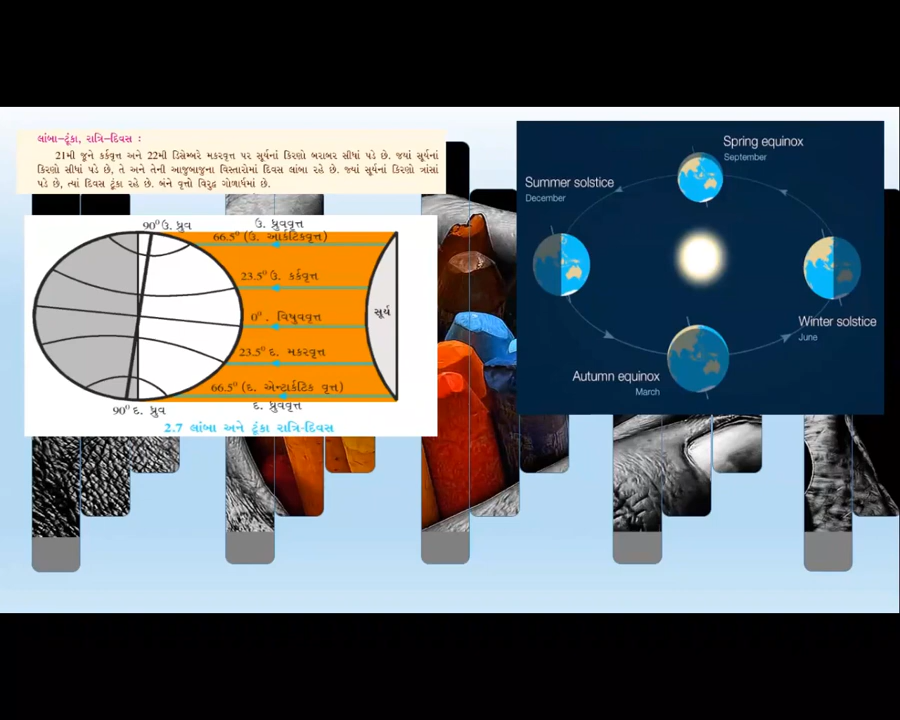 લાંબા-ટૂંકા, રાત્રિ-દિવસ :
21મી જૂને કર્કવૃત્ત અને 22મી ડિસેમ્બરે મકરવૃત્ત પર સૂર્યનાં કિરણો બરાબર સીધાં પડે છે. જ્યાં સૂર્યનાં
કિરણો સીધાં પડે છે, તે અને તેની આજુબાજુના વિસ્તારોમાં દિવસ લાંબા રહે છે. જ્યાં સૂર્યનાં કિરણો ત્રાંસાં
પડે છે, ત્યાં દિવસ ટૂંકા રહે છે. બંને વૃત્તો વિરુદ્ધ ગોળાર્ધમાં છે.
90° ઉ. ધ્રુવ
ઉ. ધ્રુવવૃત્ત
66.5° (ઉ. આર્કટિકવૃત્ત)
23.5° ઉ. કર્કવૃત્ત
0° . વિષુવવૃત્ત
સૂર્ય
23.5° દ. મકરવૃત્ત
66.5° (દ. એન્ટાર્કટિક વૃત્ત)
90° દ. ધ્રુવ
દ. ધ્રુવવૃત્ત
2.7 લાંબા અને ટૂંકા રાત્રિ-દિવસ
Spring equinox
September
Summer solstice
December
Winter solstice
June
Autumn equinox
March